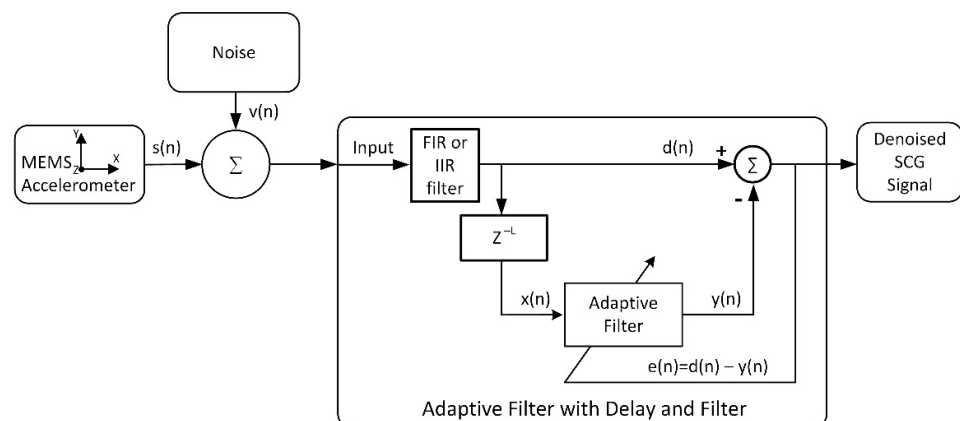 Noise
v(n)
MEMS
Accelerometer
Y
X
Z
s(n)
Σ
Input
FIR or
IIR
filter
d(n)
+
Σ
-
Denoised
SCG
Signal
Z⁻ᴸ
x(n)
Adaptive
Filter
y(n)
e(n)=d(n) – y(n)
Adaptive Filter with Delay and Filter